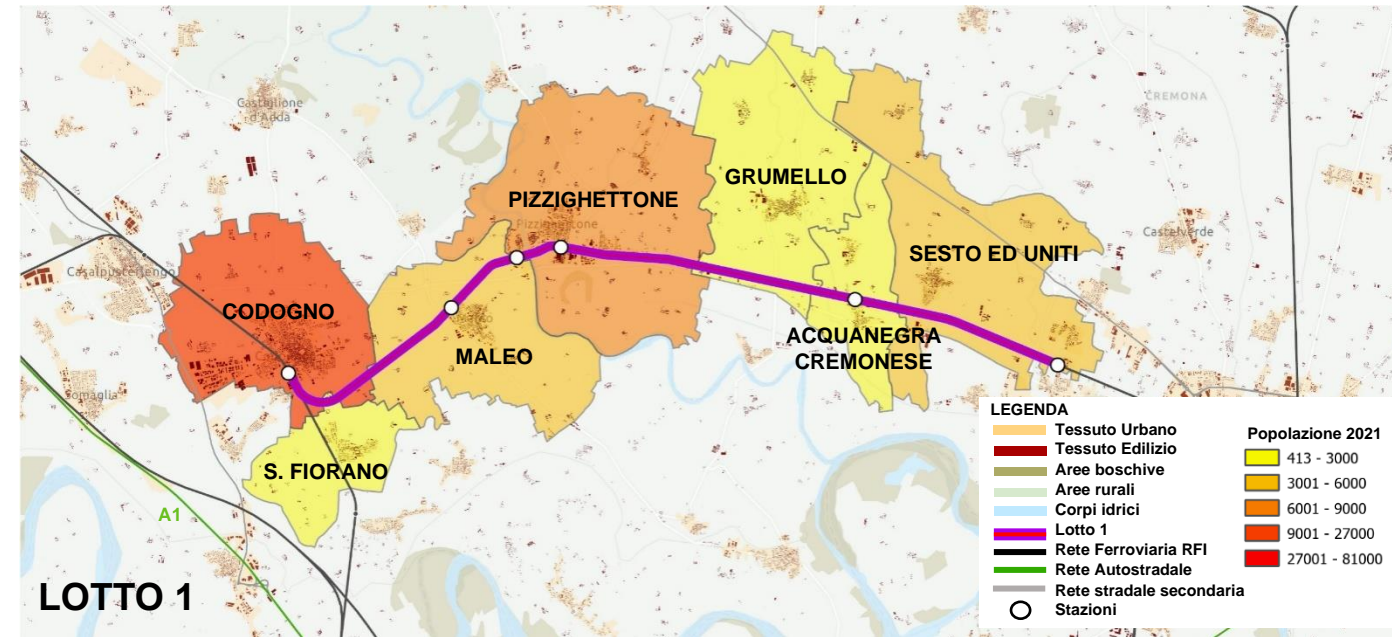 Castiglione
d'Adda
CREMONA
GRUMELLO
PIZZIGHETTONE
Pizzighettone
Castelverde
SESTO ED UNITI
Casalpusterlengo
CODOGNO
ACQUANEGRA
CREMONESE
MALEO
Somaglia
S. FIORANO
A1
LOTTO 1
LEGENDA
Tessuto Urbano
Tessuto Edilizio
Aree boschive
Aree rurali
Corpi idrici
Lotto 1
Rete Ferroviaria RFI
Rete Autostradale
Rete stradale secondaria
Stazioni
Popolazione 2021
413 - 3000
3001 - 6000
6001 - 9000
9001 - 27000
27001 - 81000